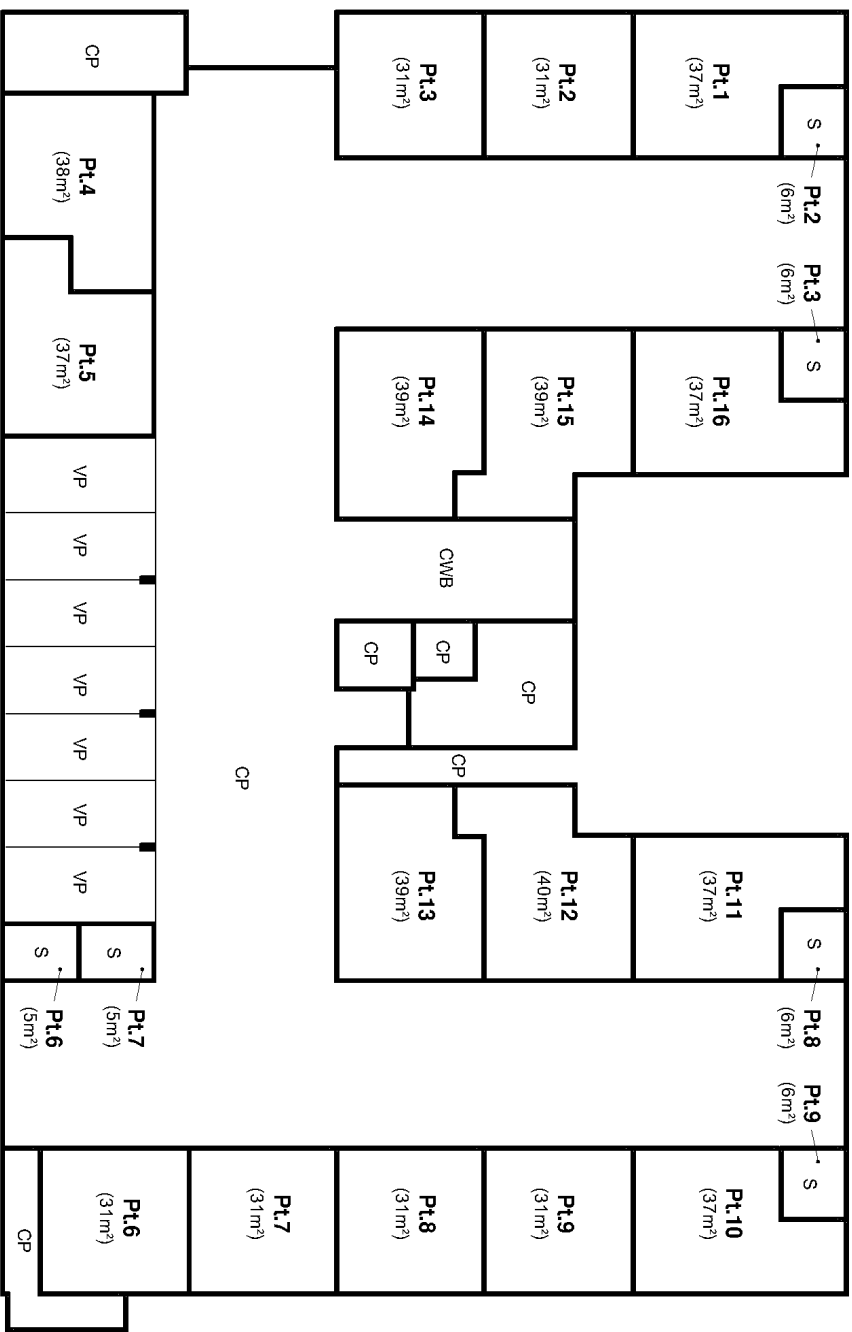 S
Pt.2
(6m²)
Pt.3
(6m²)
S
S
Pt.8
(6m²)
Pt.9
(6m²)
S
Pt.1
(37m²)
Pt.16
(37m²)
Pt.11
(37m²)
Pt.10
(37m²)
Pt.2
(31m²)
Pt.15
(39m²)
CP
Pt.12
(40m²)
Pt.9
(31m²)
Pt.3
(31m²)
Pt.14
(39m²)
CWB
CP
CP
CP
Pt.13
(39m²)
Pt.8
(31m²)
CP
Pt.7
(31m²)
CP
Pt.4
(38m²)
Pt.5
(37m²)
VP
VP
VP
VP
VP
VP
VP
S
S
Pt.7
(5m²)
Pt.6
(5m²)
Pt.6
(31m²)
CP